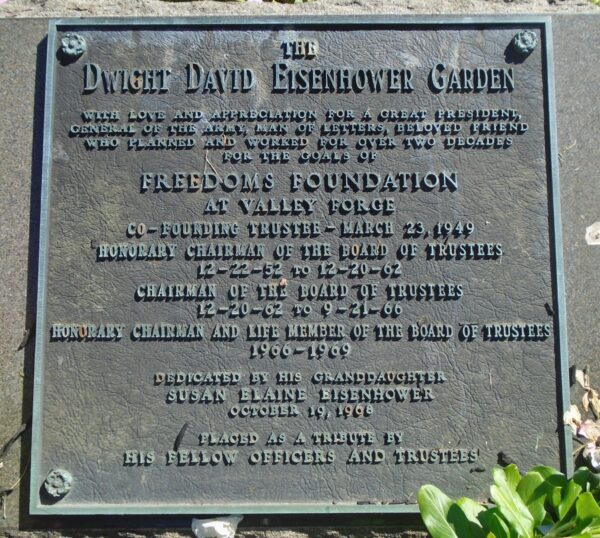 THE
DWIGHT DAVID EISENHOWER GARDEN
WITH LOVE AND APPRECIATION FOR A GREAT PRESIDENT,
GENERAL OF THE ARMY, MAN OF LETTERS, BELOVED FRIEND
WHO PLANNED AND WORKED FOR OVER TWO DECADES
FOR THE GOALS OF
FREEDOMS FOUNDATION
AT VALLEY FORGE
CO-FOUNDING TRUSTEE - MARCH 23, 1949
HONORARY CHAIRMAN OF THE BOARD OF TRUSTEES
12-22-52 TO 12-20-62
CHAIRMAN OF THE BOARD OF TRUSTEES
12-20-62 TO 9-21-66
HONORARY CHAIRMAN AND LIFE MEMBER OF THE BOARD OF TRUSTEES
1966-1969
DEDICATED BY HIS GRANDDAUGHTER
SUSAN ELAINE EISENHOWER
OCTOBER 19, 1968
PLACED AS A TRIBUTE BY
HIS FELLOW OFFICERS AND TRUSTEES